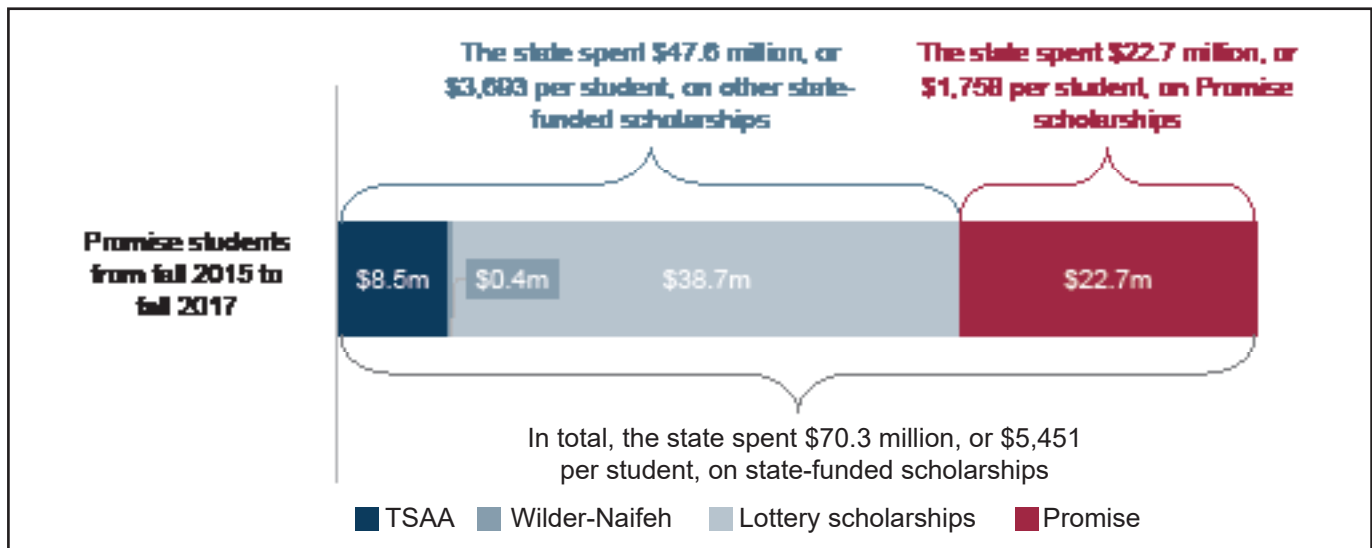 The state spent $47.6 million, or
$3,693 per student, on other state-
funded scholarships
The state spent $22.7 million, or
$1,758 per student, on Promise
scholarships
Promise students
from fall 2015 to
fall 2017
$8.5m
$0.4m
$38.7m
$22.7m
In total, the state spent $70.3 million, or $5,451
per student, on state-funded scholarships
TSAA
Wilder-Naifeh
Lottery scholarships
Promise